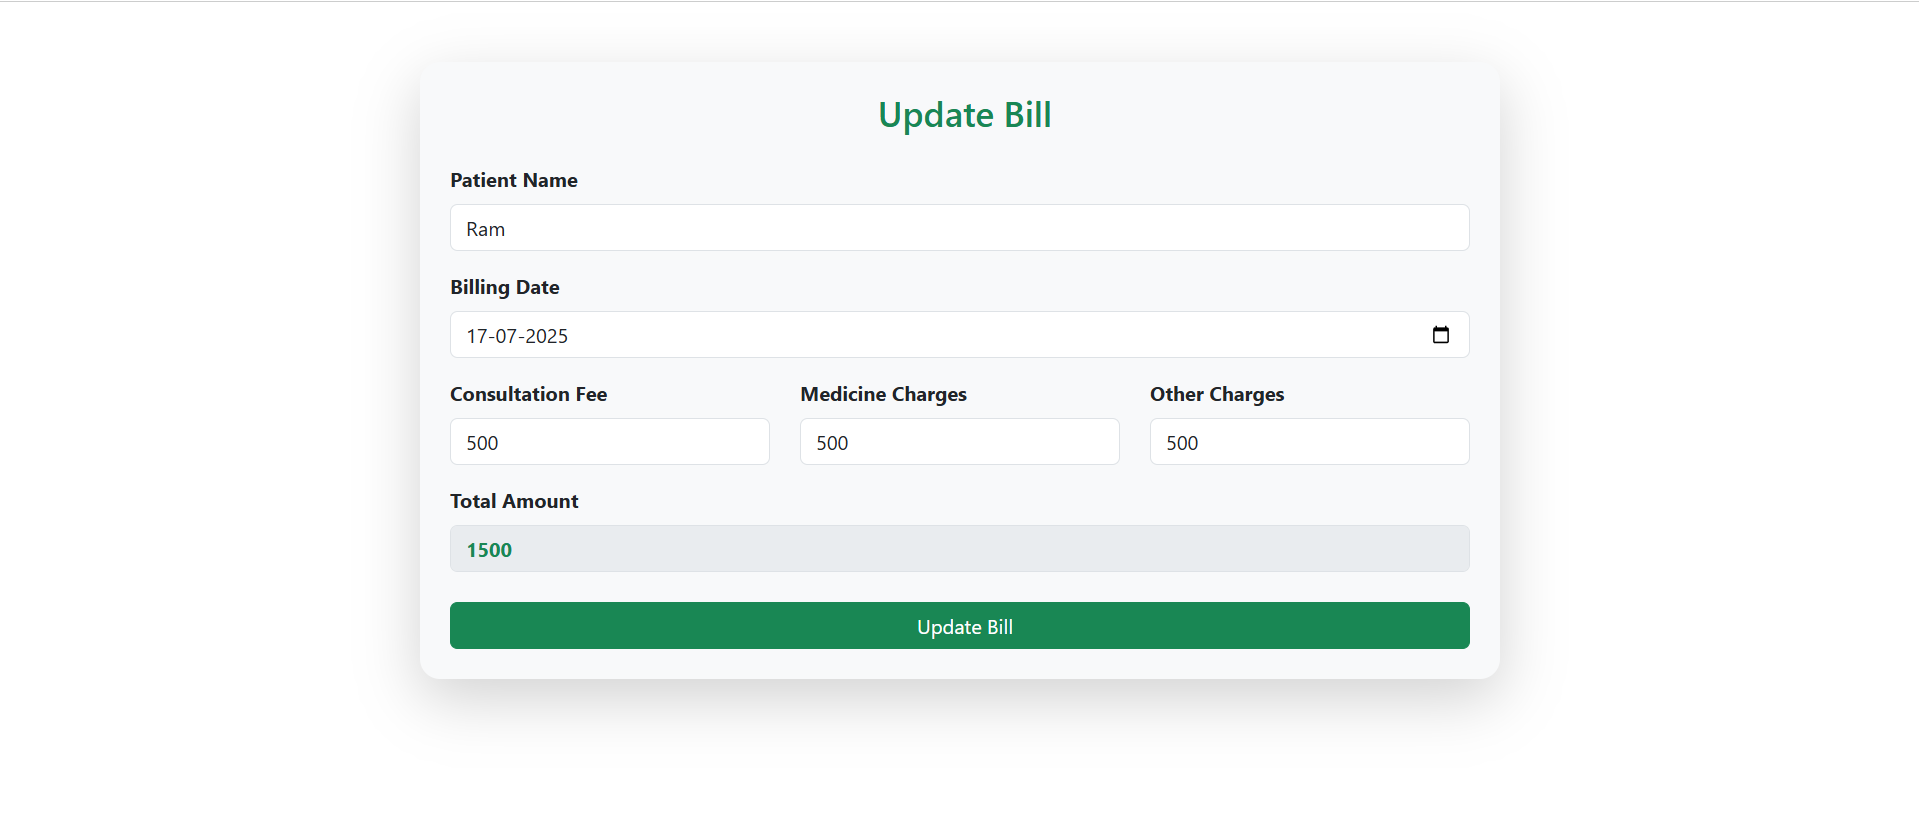 Update Bill
Patient Name
Ram
Billing Date
17-07-2025
Consultation Fee Medicine Charges Other Charges
500 500 500
Total Amount
1500
Update Bill